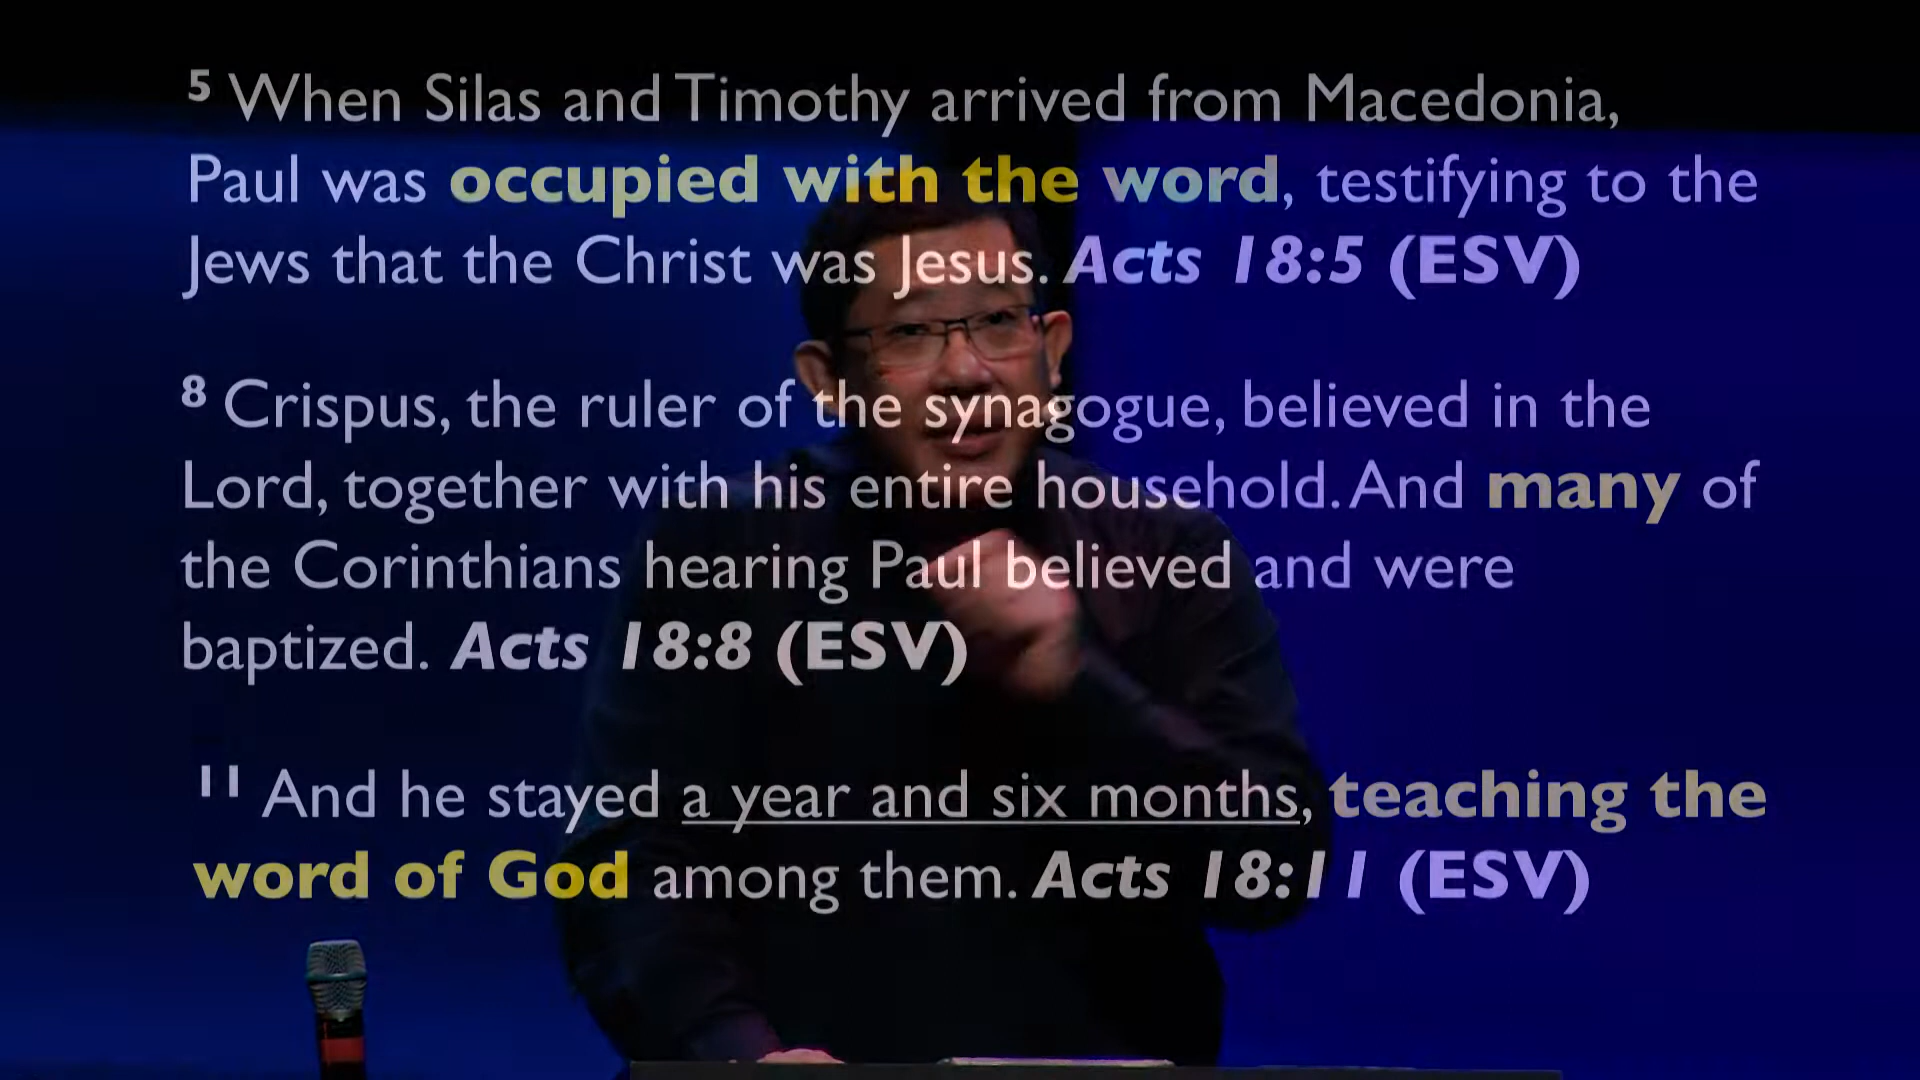 5 When Silas and Timothy arrived from Macedonia,
Paul was occupied with the word, testifying to the
Jews that the Christ was Jesus. Acts 18:5 (ESV)
8 Crispus, the ruler of the synagogue, believed in the
Lord, together with his entire household. And many of
the Corinthians hearing Paul believed and were
baptized. Acts 18:8 (ESV)
11 And he stayed a year and six months, teaching the
word of God among them. Acts 18:11 (ESV)